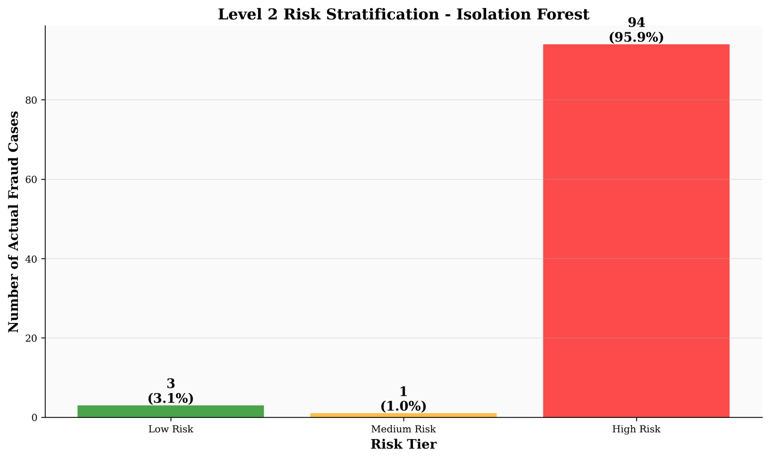 Level 2 Risk Stratification - Isolation Forest
94
(95.9%)
80
60
40
20
0
Number of Actual Fraud Cases
3
(3.1%)
1
(1.0%)
Low Risk
Medium Risk
High Risk
Risk Tier